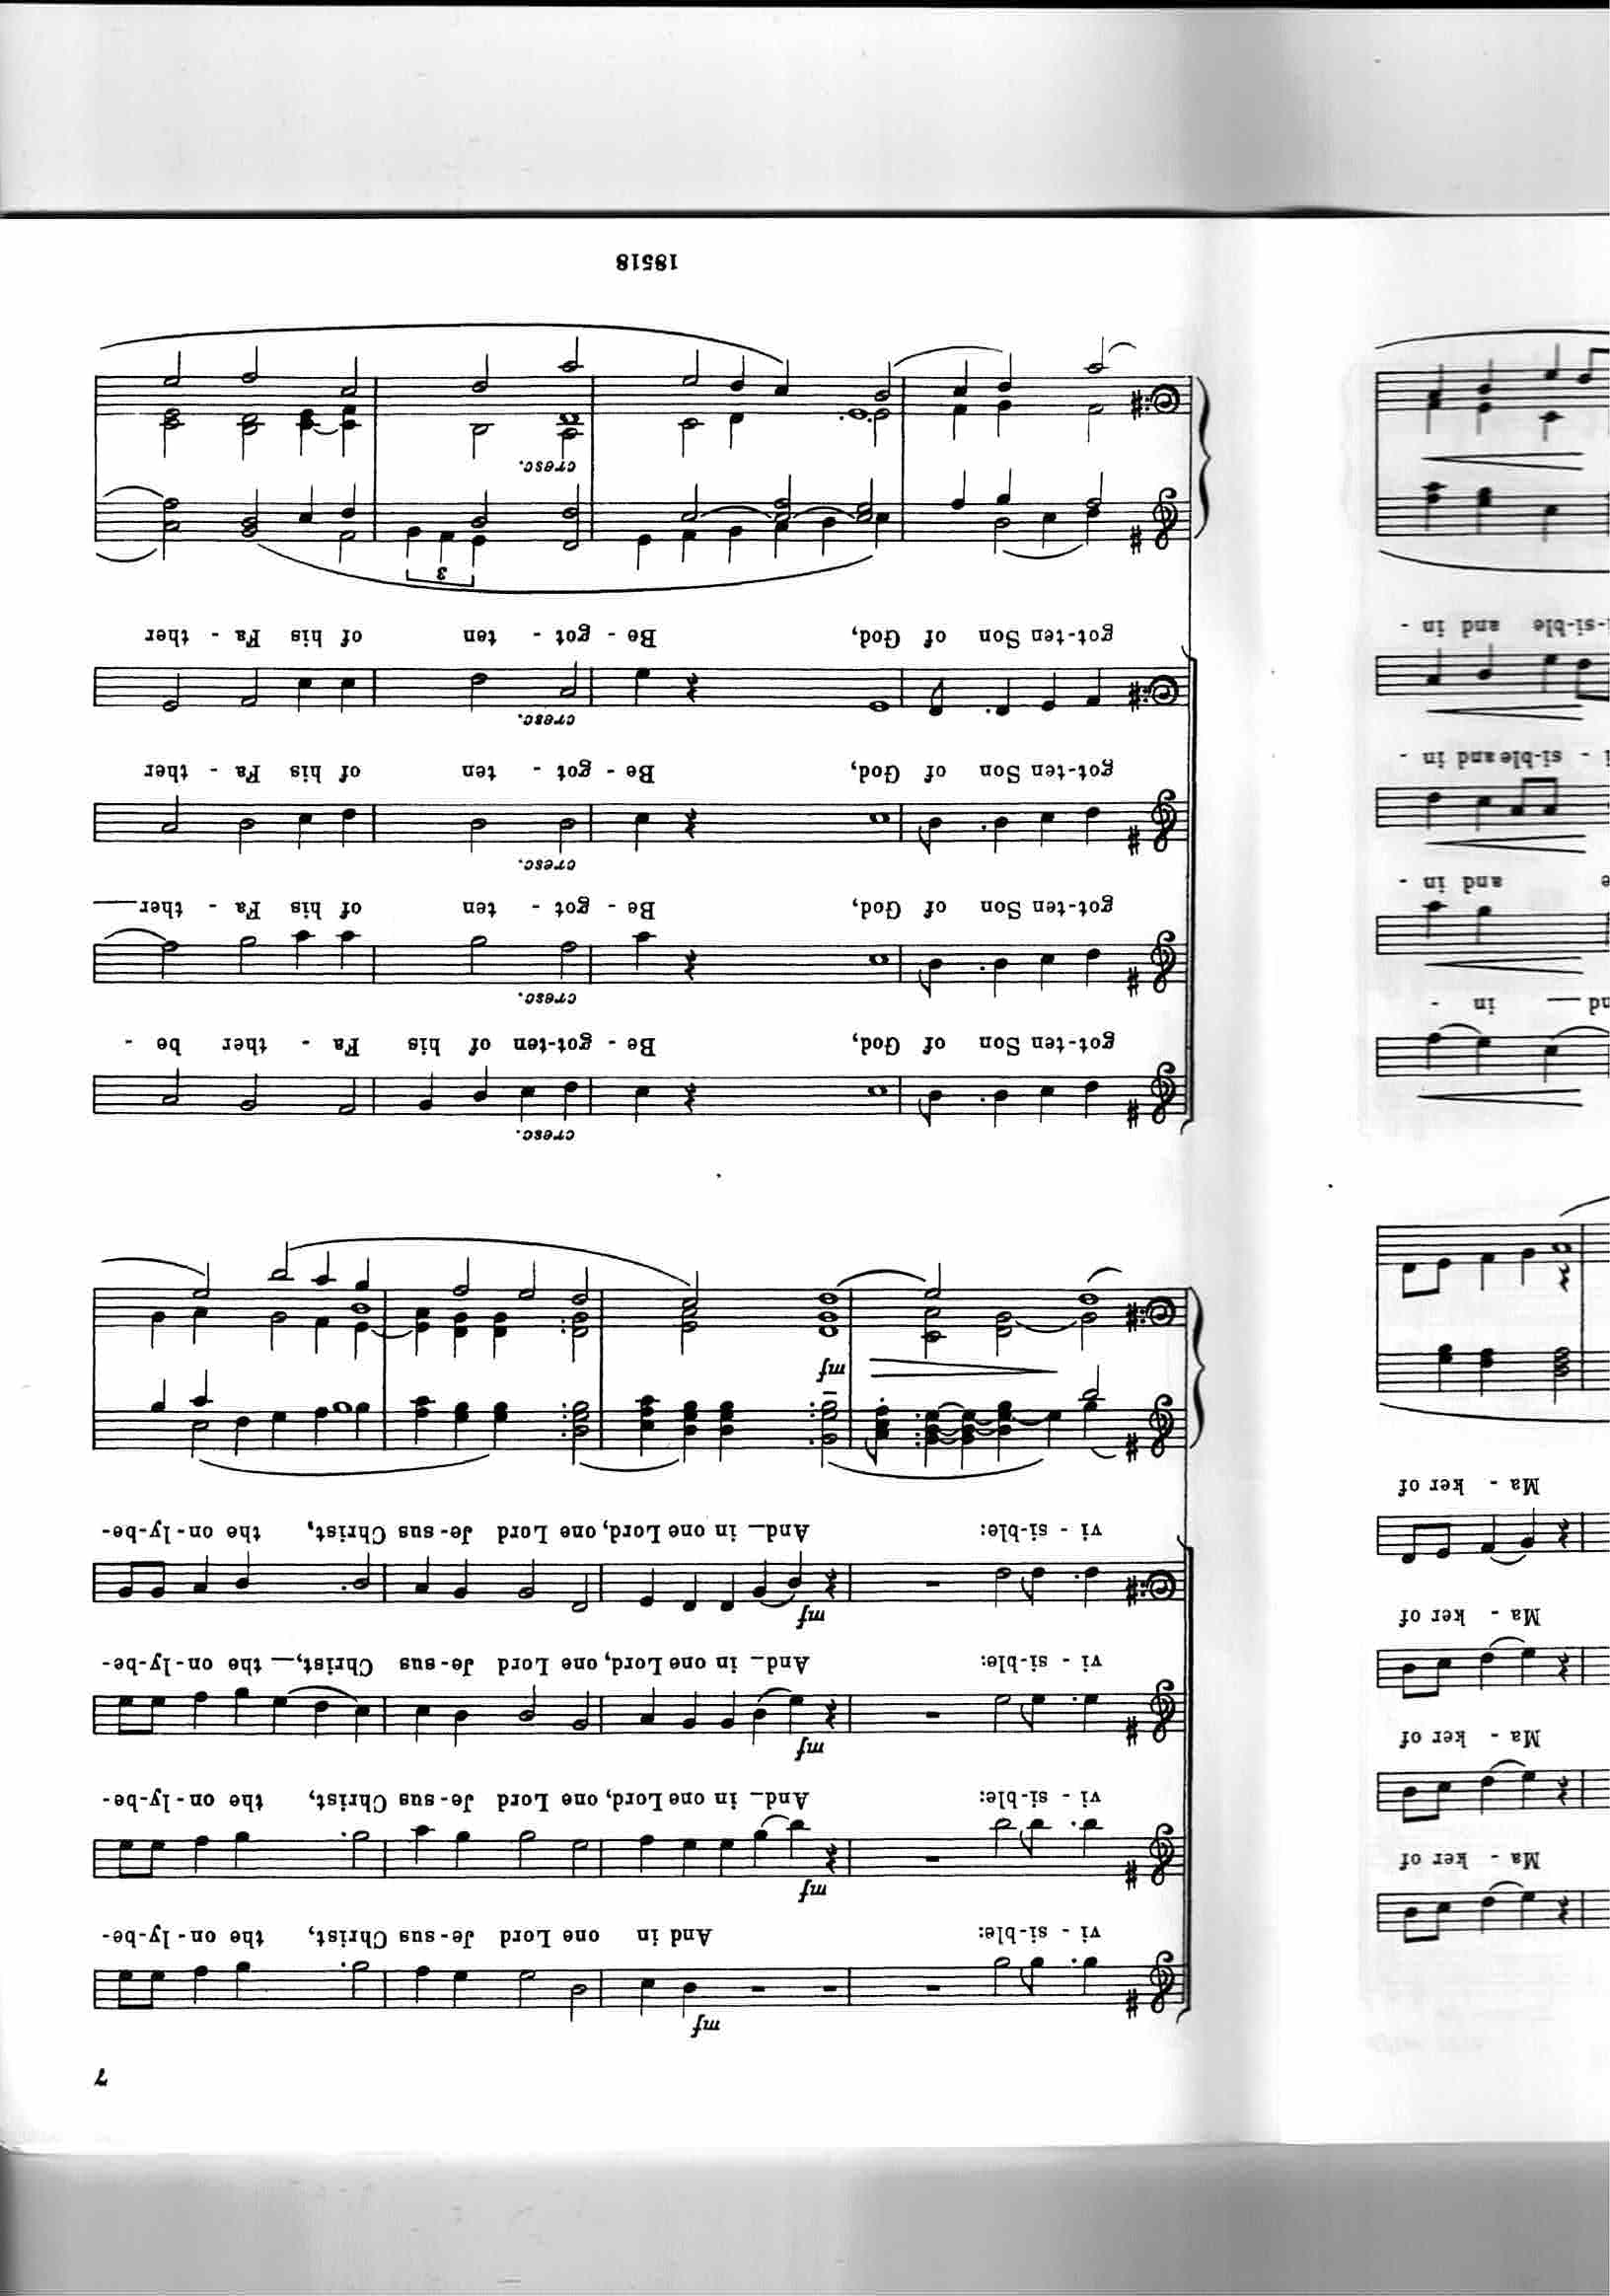 Ma - ker of
Ma - ker of
Ma - ker of
Ma - ker of
nd — in -
e and in -
i - si-ble and in -
i-si-ble and in -
7
mf
vi - si-ble: And in one Lord Je-sus Christ, the on-ly-be-
mf
vi - si-ble: And— in one Lord, one Lord Je-sus Christ, the on-ly-be-
mf
vi - si-ble: And— in one Lord, one Lord Je-sus Christ,— the on-ly-be-
mf
vi - si-ble: And— in one Lord, one Lord Je-sus Christ, the on-ly-be-
mf
cresc.
got-ten Son of God, Be - got-ten of his Fa - ther be -
cresc.
got-ten Son of God, Be - got - ten of his Fa - ther—
cresc.
got-ten Son of God, Be - got - ten of his Fa - ther
cresc.
got-ten Son of God, Be - got - ten of his Fa - ther
3
cresc.
18518